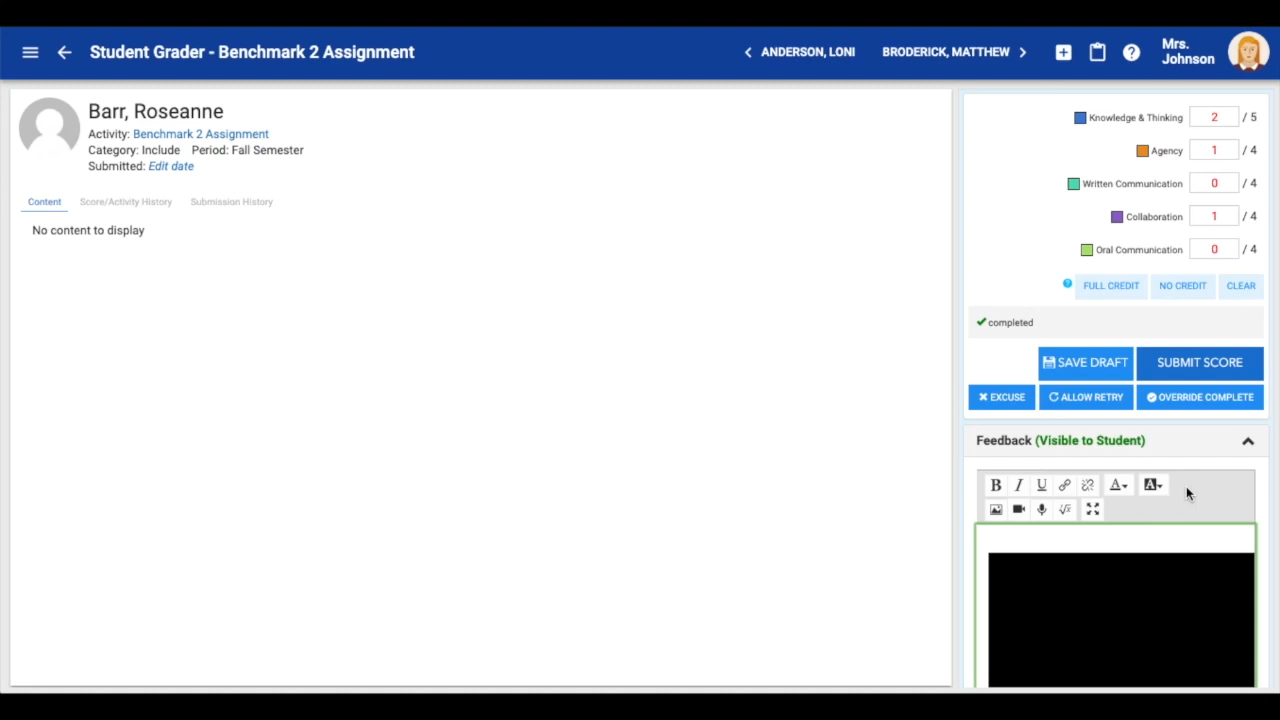 Student Grader - Benchmark 2 Assignment
ANDERSON, LONI
BRODERICK, MATTHEW
Mrs.
Johnson
Barr, Roseanne
Activity: Benchmark 2 Assignment
Category: Include Period: Fall Semester
Submitted: Edit date
Content Score/Activity History Submission History
No content to display
Knowledge & Thinking 2 / 5
Agency 1 / 4
Written Communication 0 / 4
Collaboration 1 / 4
Oral Communication 0 / 4
FULL CREDIT NO CREDIT CLEAR
completed
SAVE DRAFT SUBMIT SCORE
EXCUSE ALLOW RETRY OVERRIDE COMPLETE
Feedback (Visible to Student)
B I U A A
√x